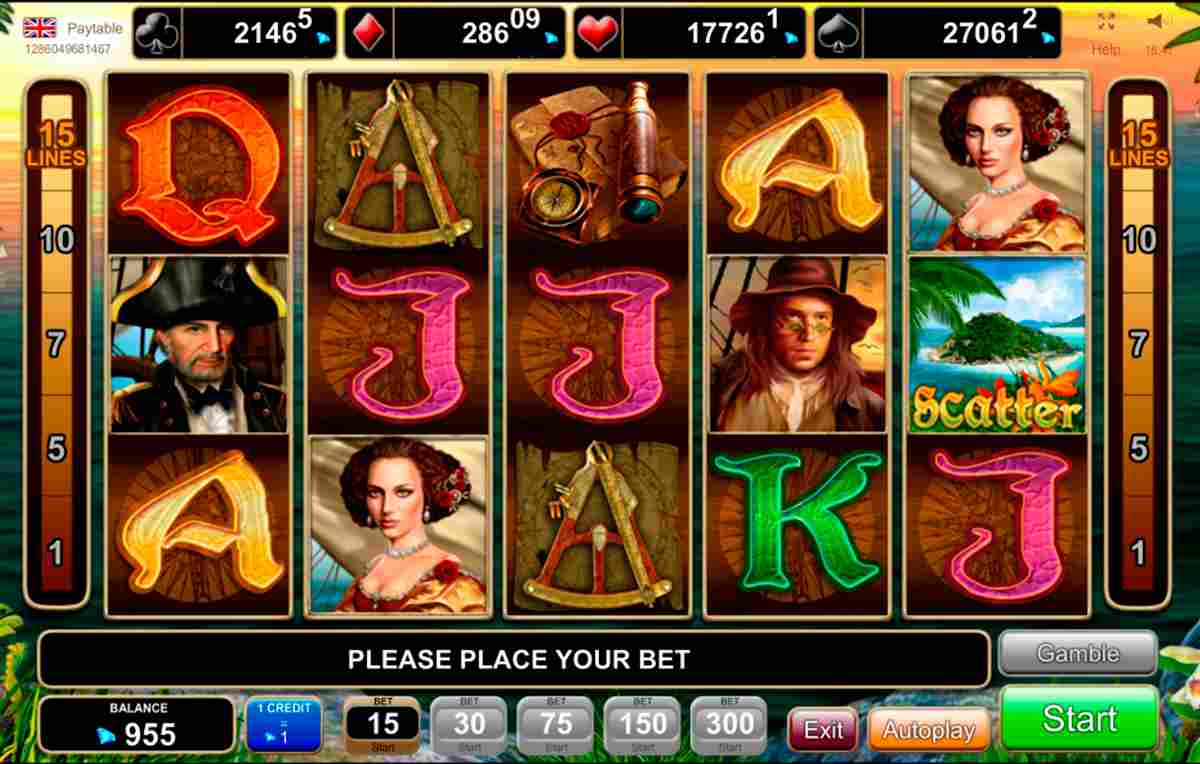 Paytable
1286049681467
2146 5
286 09
17726 1
27061 2
Help
15
LINES
10
7
5
1
15
LINES
10
7
5
1
Q
A
J
J
Scatter
A
K
J
PLEASE PLACE YOUR BET
Gamble
BALANCE
955
1 CREDIT
=
1
BET
15
Start
BET
30
Start
BET
75
Start
BET
150
Start
BET
300
Start
Exit
Autoplay
Start